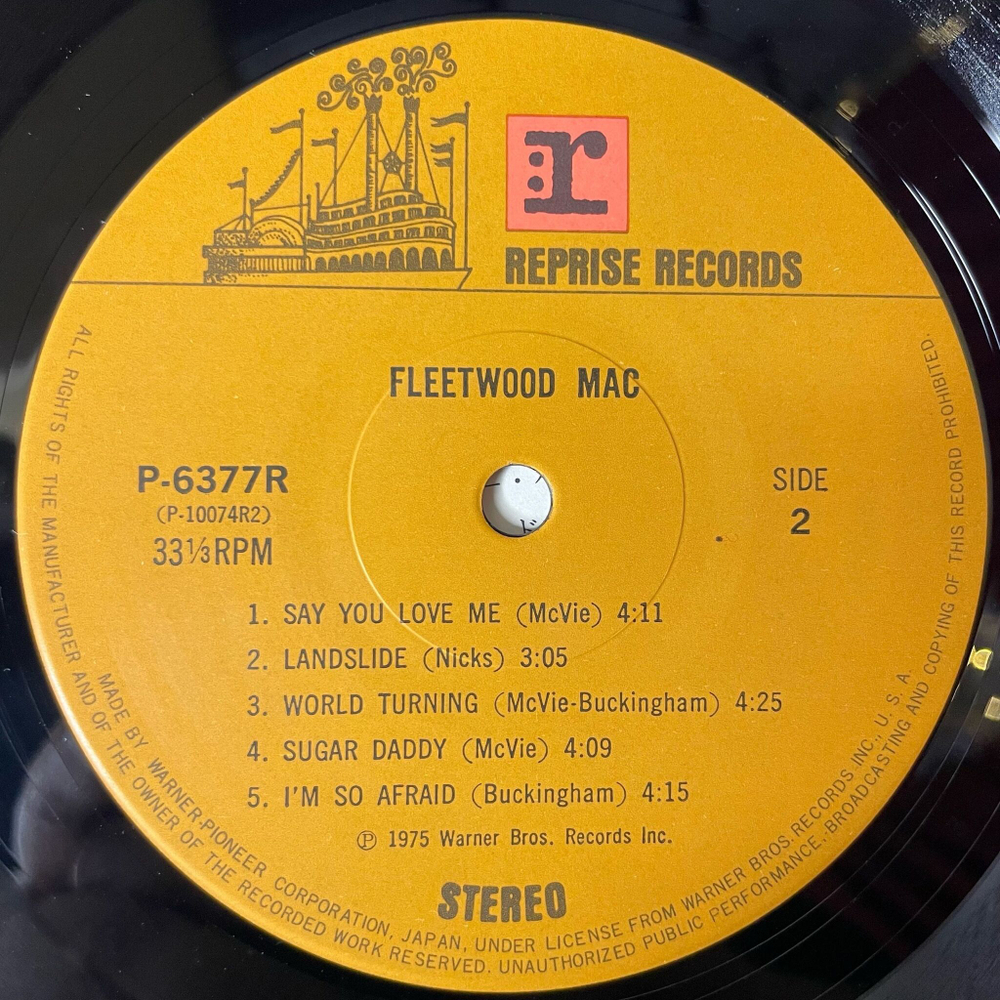 r
REPRISE RECORDS
FLEETWOOD MAC
P-6377R
(P-10074R2)
33⅓RPM
SIDE
2
1. SAY YOU LOVE ME (McVie) 4:11
2. LANDSLIDE (Nicks) 3:05
3. WORLD TURNING (McVie-Buckingham) 4:25
4. SUGAR DADDY (McVie) 4:09
5. I'M SO AFRAID (Buckingham) 4:15
Ⓟ 1975 Warner Bros. Records Inc.
STEREO
MADE BY WARNER-PIONEER CORPORATION, JAPAN, UNDER LICENSE FROM WARNER BROS. RECORDS INC., U. S. A.
ALL RIGHTS OF THE MANUFACTURER AND OF THE OWNER OF THE RECORDED WORK RESERVED. UNAUTHORIZED PUBLIC PERFORMANCE, BROADCASTING AND COPYING OF THIS RECORD PROHIBITED.